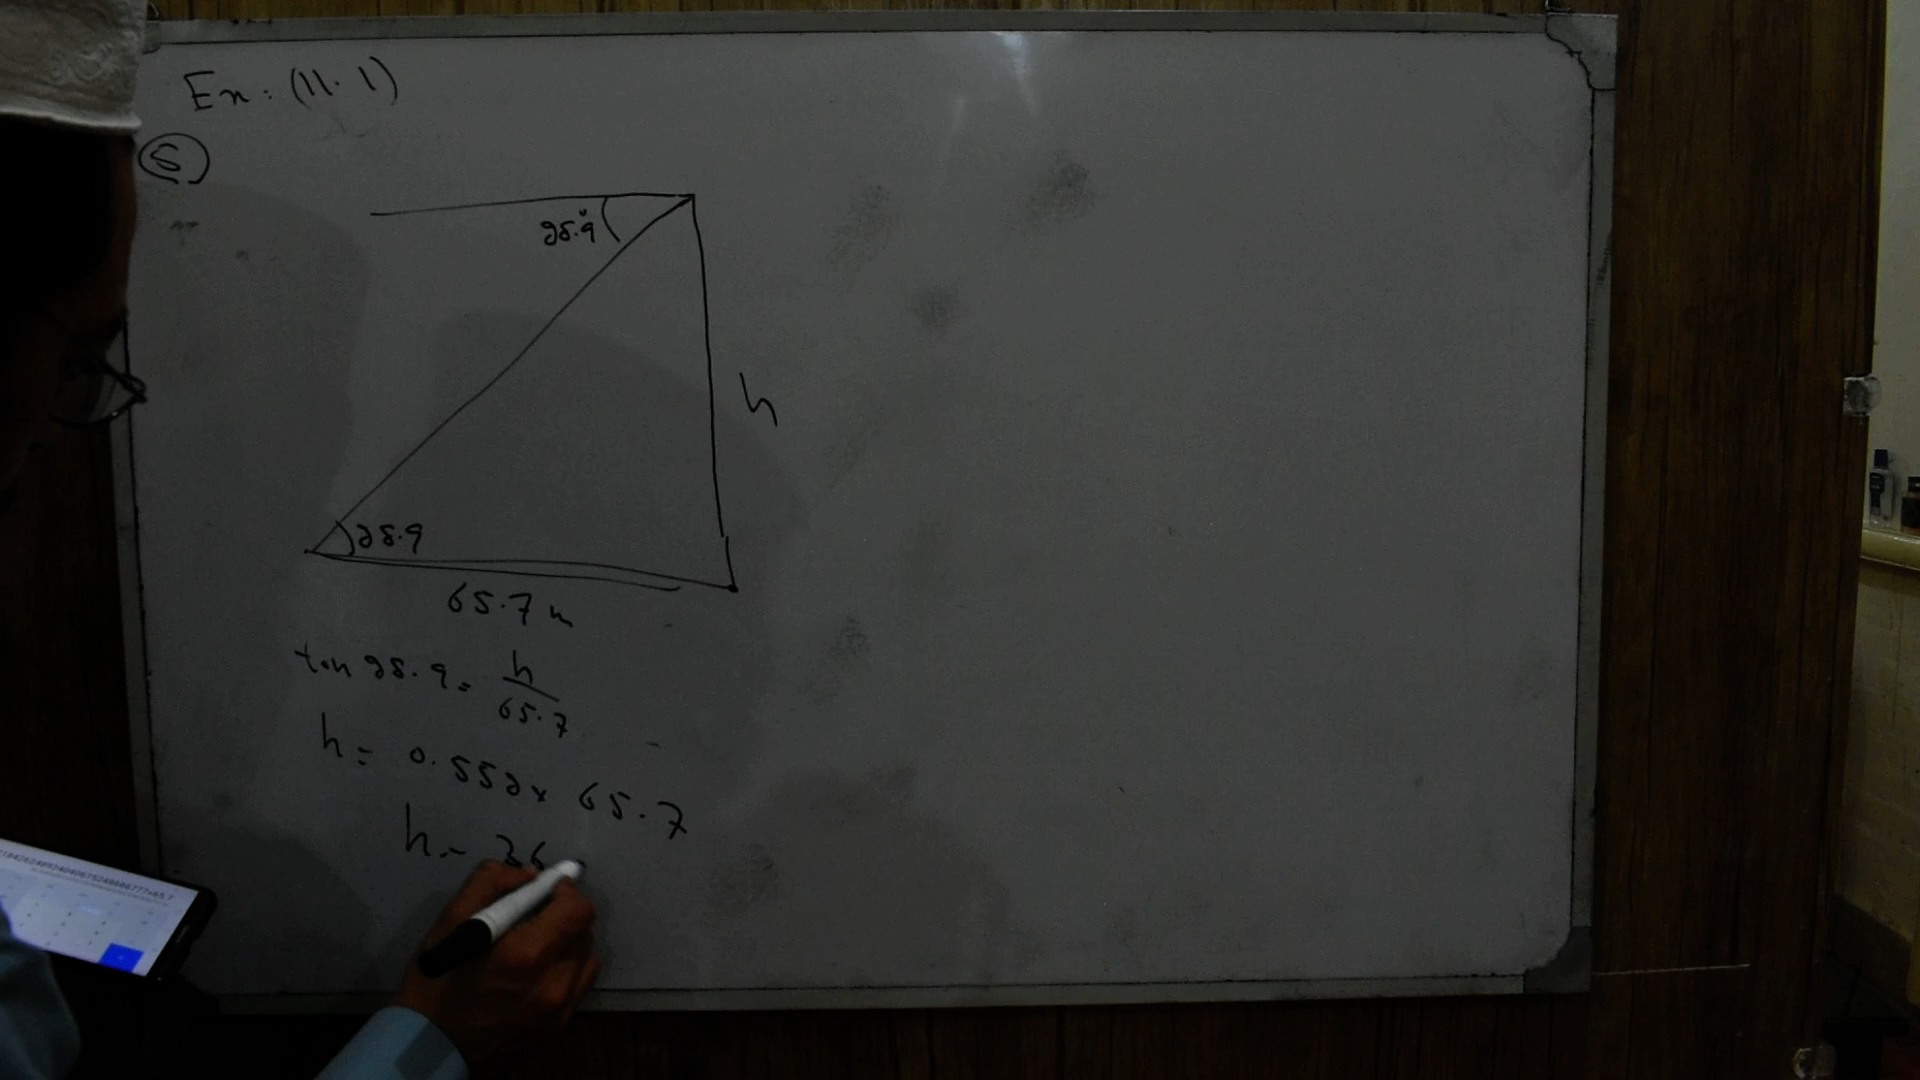 Ex: (11.1)
5
28.9°
h
28.9
65.7 m
tan 28.9 = h
65.7
h = 0.552 x 65.7
h = 36.